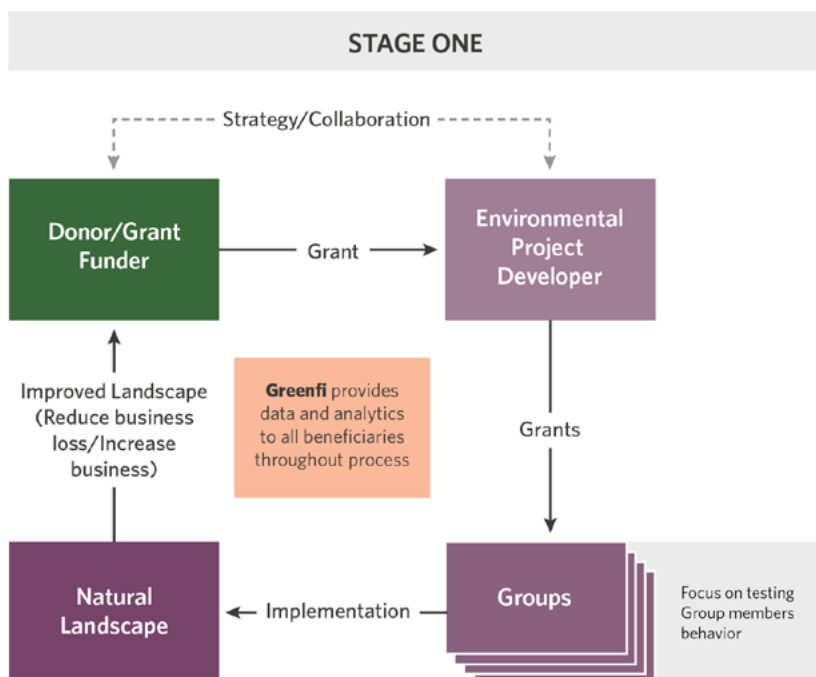 STAGE ONE
Strategy/Collaboration
Donor/Grant
Funder
Grant
Environmental
Project
Developer
Improved Landscape
(Reduce business
loss/Increase
business)
Greenfi provides
data and analytics
to all beneficiaries
throughout process
Grants
Natural
Landscape
Implementation
Groups
Focus on testing
Group members
behavior